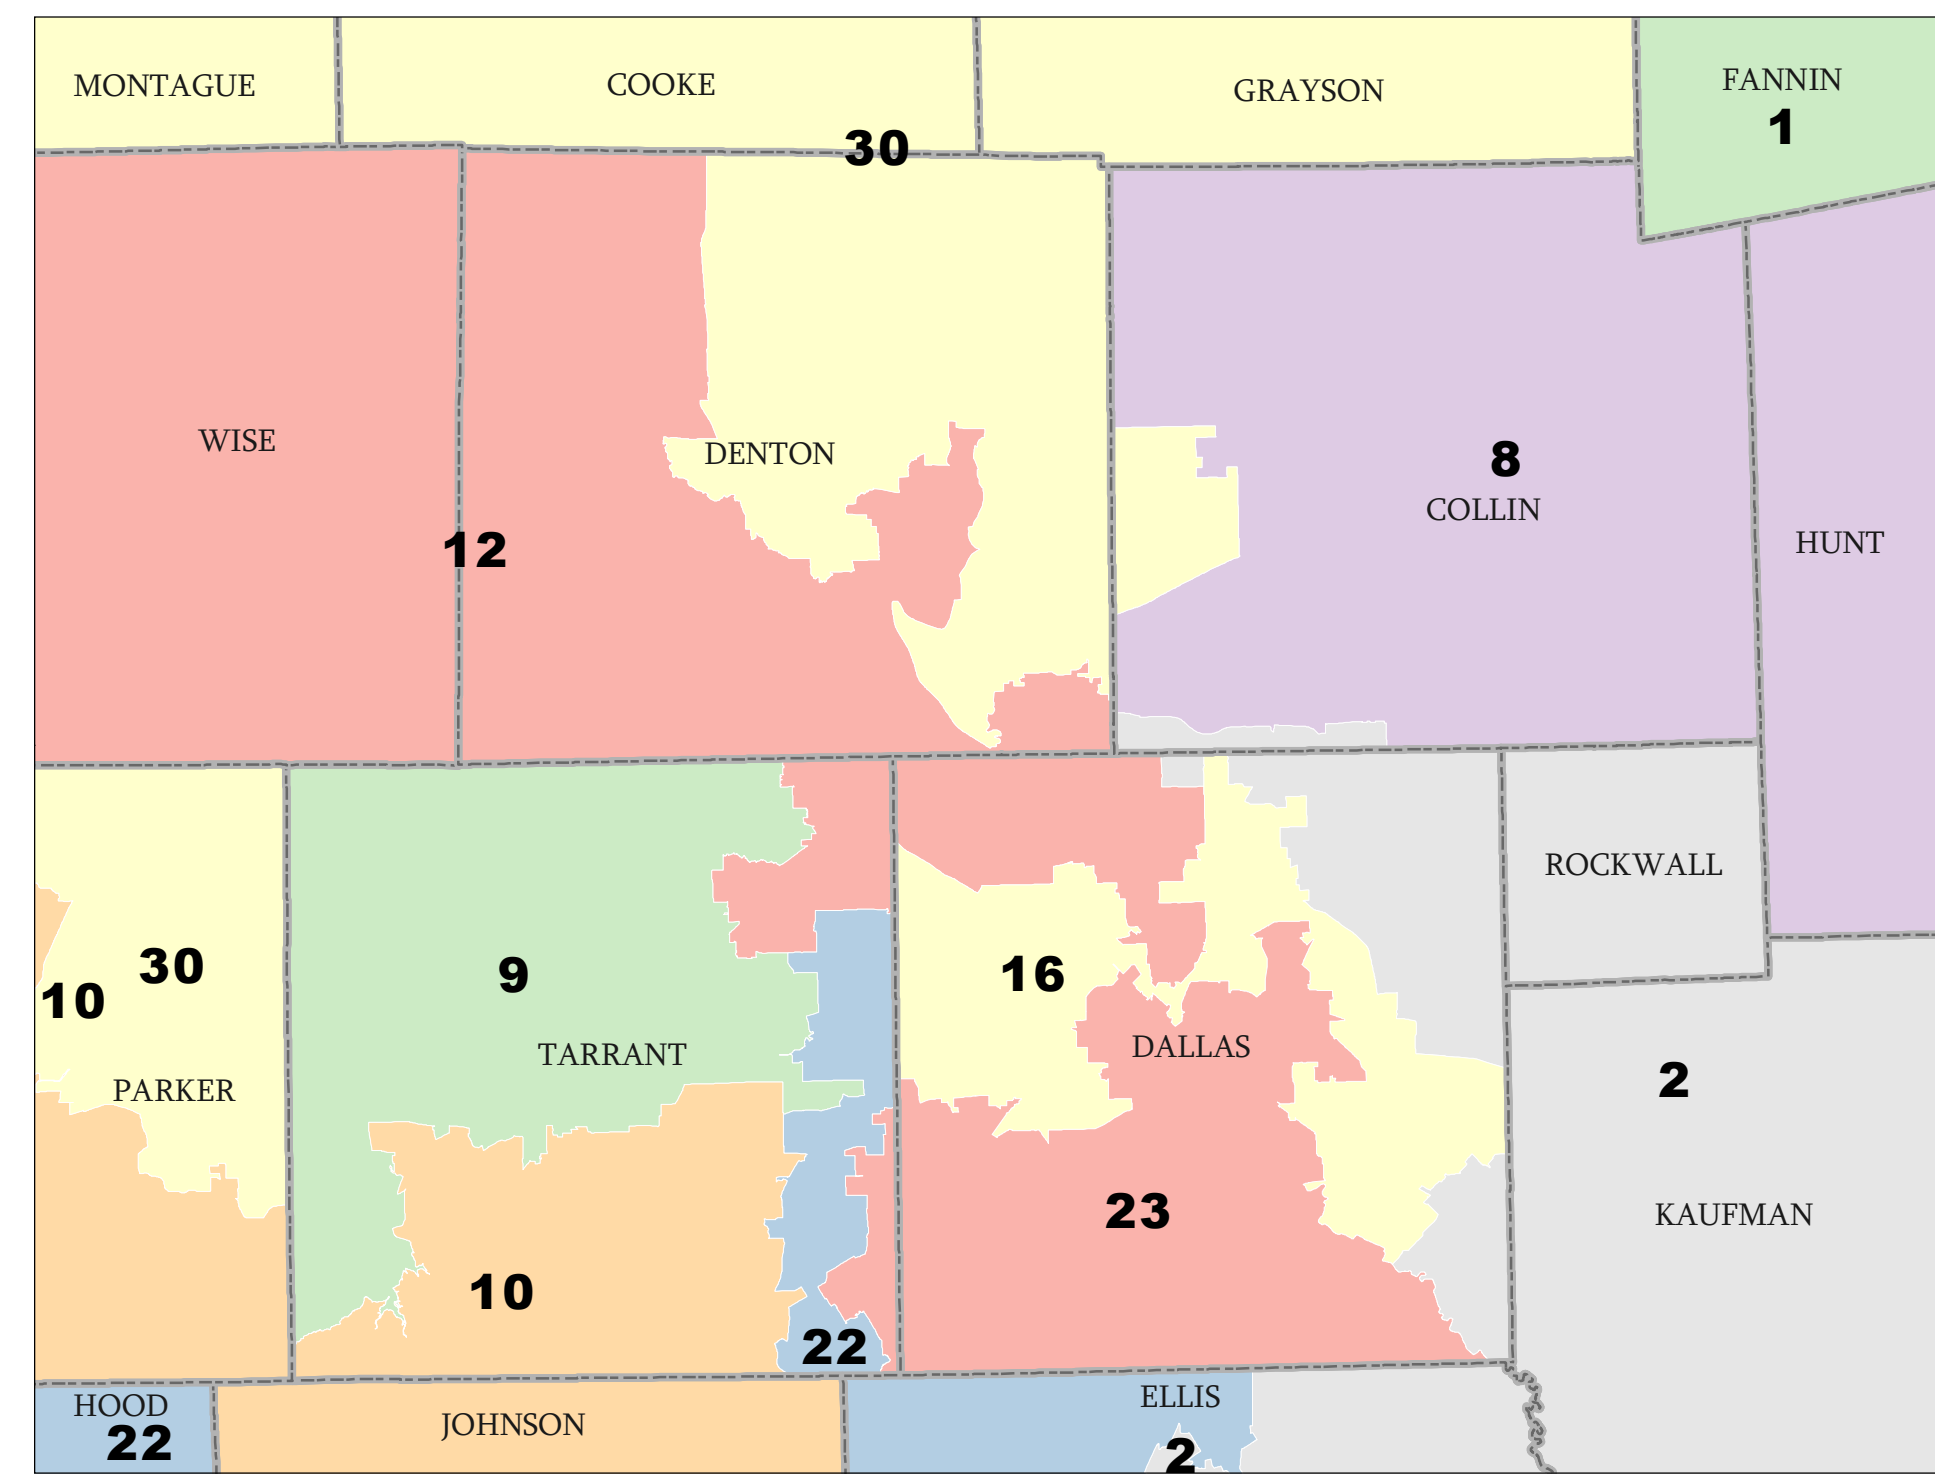 MONTAGUE
COOKE
GRAYSON
FANNIN
1
30
WISE
DENTON
8
COLLIN
HUNT
12
ROCKWALL
30
9
16
10
TARRANT
DALLAS
PARKER
2
23
KAUFMAN
10
22
HOOD
22
JOHNSON
ELLIS
2